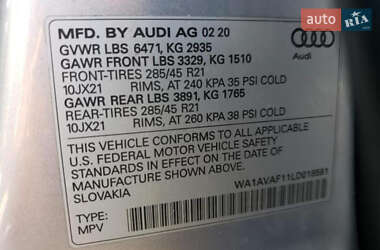 auto RIA.com
MFD. BY AUDI AG 02 20
GVWR LBS 6471, KG 2935
GAWR FRONT LBS 3329, KG 1510
FRONT-TIRES 285/45 R21
10JX21 RIMS, AT 240 KPA 35 PSI COLD
GAWR REAR LBS 3891, KG 1765
REAR-TIRES 285/45 R21
10JX21 RIMS, AT 260 KPA 38 PSI COLD
Audi
THIS VEHICLE CONFORMS TO ALL APPLICABLE
U.S. FEDERAL MOTOR VEHICLE SAFETY
STANDARDS IN EFFECT ON THE DATE OF
MANUFACTURE SHOWN ABOVE.
SLOVAKIA WA1AVAF11LD018581
TYPE:
MPV